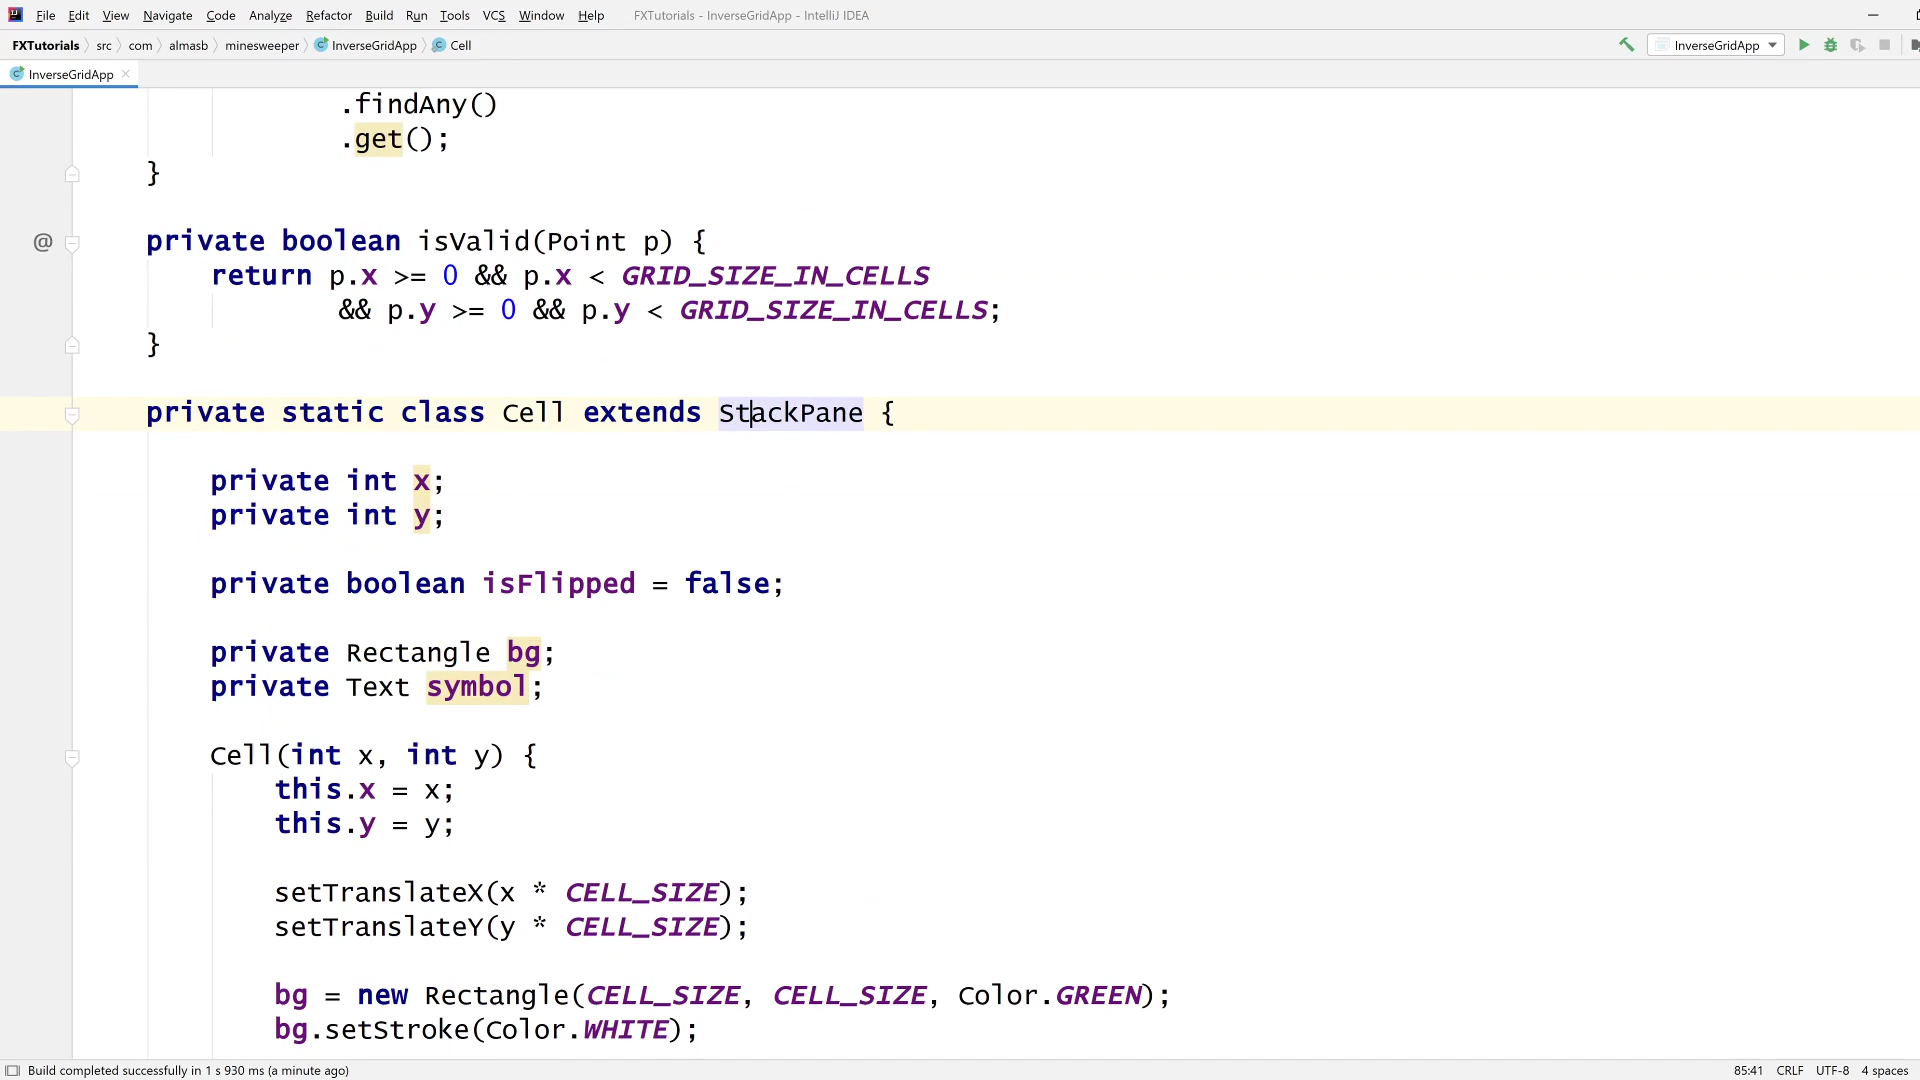 File Edit View Navigate Code Analyze Refactor Build Run Tools VCS Window Help FXTutorials - InverseGridApp - IntelliJ IDEA
FXTutorials src com almasb minesweeper InverseGridApp Cell InverseGridApp
InverseGridApp
.findAny()
.get();
}
@ private boolean isValid(Point p) {
return p.x >= 0 && p.x < GRID_SIZE_IN_CELLS
&& p.y >= 0 && p.y < GRID_SIZE_IN_CELLS;
}
private static class Cell extends StackPane {
private int x;
private int y;
private boolean isFlipped = false;
private Rectangle bg;
private Text symbol;
Cell(int x, int y) {
this.x = x;
this.y = y;
setTranslateX(x * CELL_SIZE);
setTranslateY(y * CELL_SIZE);
bg = new Rectangle(CELL_SIZE, CELL_SIZE, Color.GREEN);
bg.setStroke(Color.WHITE);
Build completed successfully in 1 s 930 ms (a minute ago) 85:41 CRLF UTF-8 4 spaces